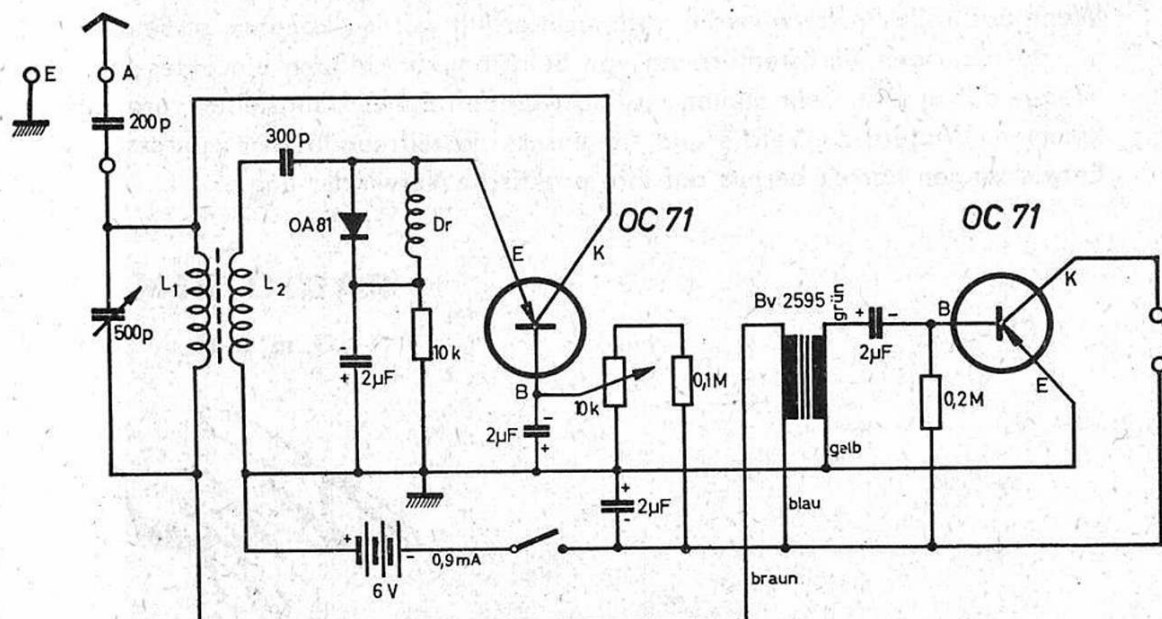 E
A
200p
300p
OA81
Dr
E
K
OC 71
OC 71
L1
L2
500p
- + 2µF
10k
B
2µF - +
10k
0,1M
Bv 2595
grün
+ -
2µF
B
K
E
0,2M
gelb
+ - 2µF
blau
+ -
6 V
0,9mA
braun